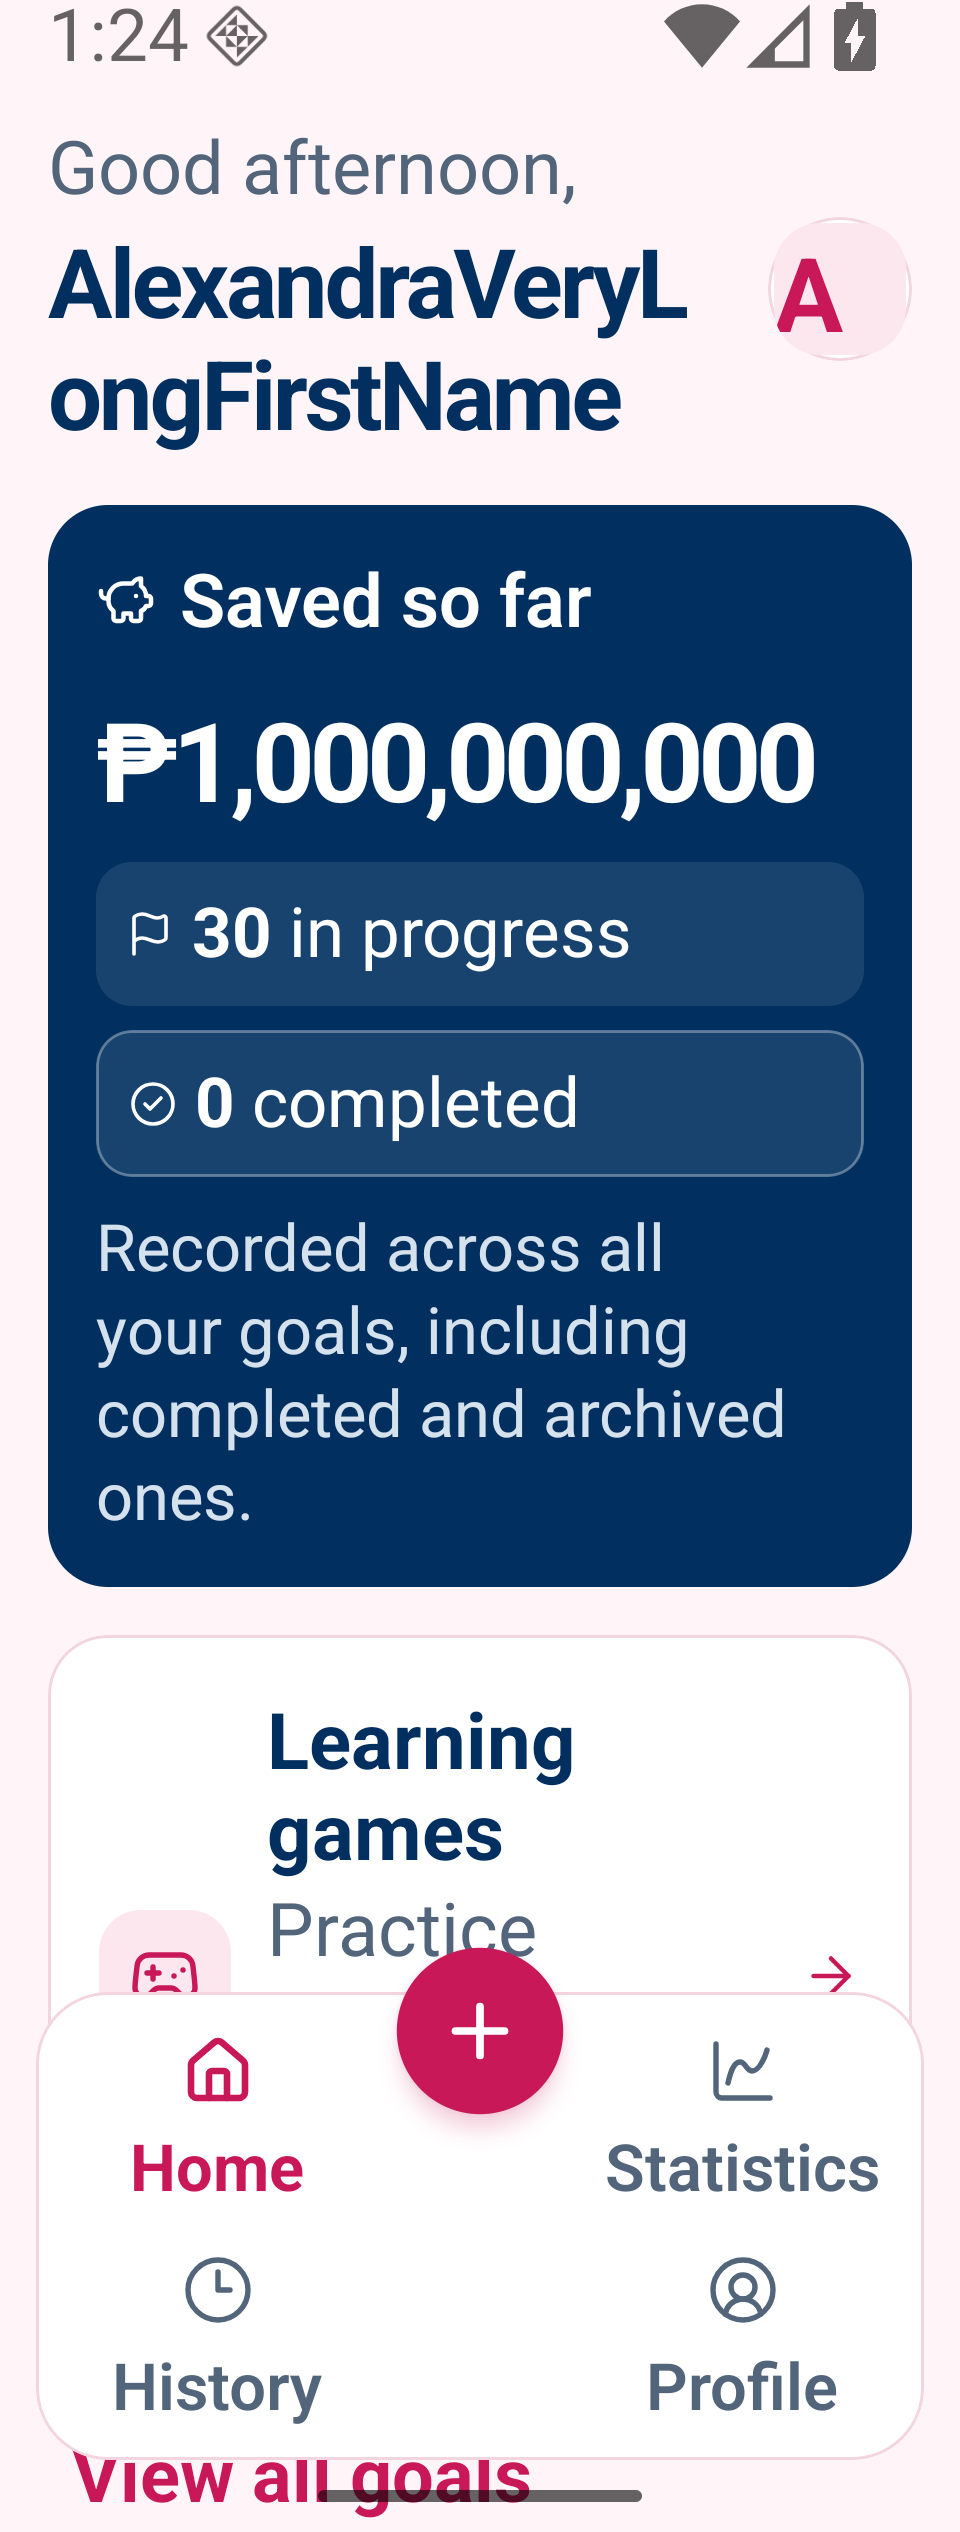 1:24
Good afternoon,
AlexandraVeryL
ongFirstName
A
Saved so far
₱1,000,000,000
30 in progress
0 completed
Recorded across all
your goals, including
completed and archived
ones.
Learning
games
Practice
Home
Statistics
History
Profile
View all goals